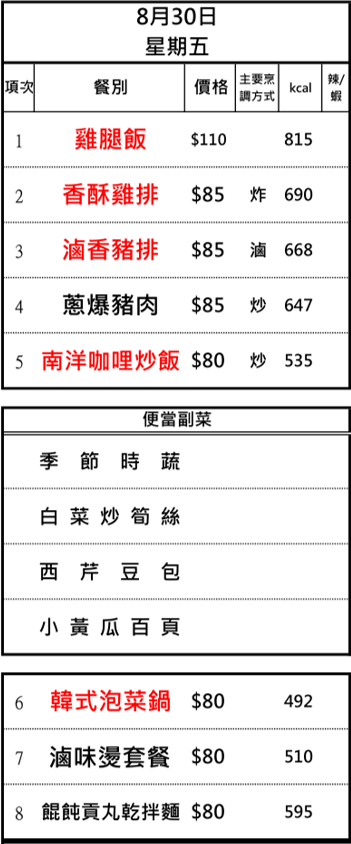 8月30日
星期五
項次 餐別 價格 主要烹調方式 kcal 辣/蝦
1 雞腿飯 $110 815
2 香酥雞排 $85 炸 690
3 滷香豬排 $85 滷 668
4 蔥爆豬肉 $85 炒 647
5 南洋咖哩炒飯 $80 炒 535
便當副菜
季節時蔬
白菜炒筍絲
西芹豆包
小黃瓜百頁
6 韓式泡菜鍋 $80 492
7 滷味燙套餐 $80 510
8 餛飩貢丸乾拌麵 $80 595